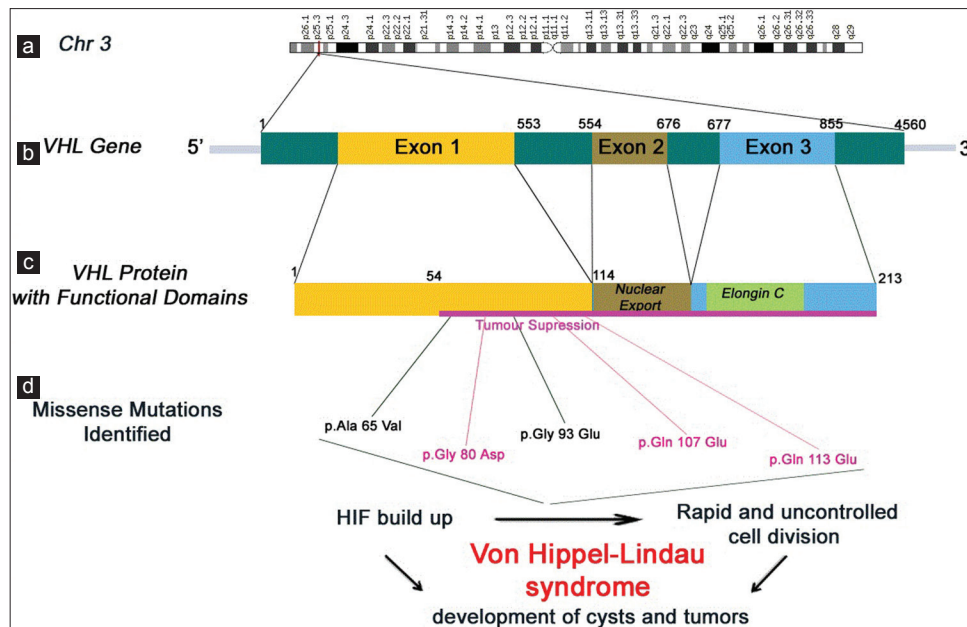 a
Chr 3
p26.1
p25.3
p25.1
p24.3
p24.1
p22.3
p22.2
p22.1
p21.31
p14.3
p14.2
p14.1
p13
p12.3
p12.2
p12.1
p11.1
q11.1
q11.2
q13.11
q13.13
q13.31
q13.33
q21.3
q22.1
q22.3
q23
q24
q25.1
q25.2
q26.1
q26.2
q26.32
q26.33
q28
q29
b
VHL Gene
5’
1
553
554
676
677
855
4560
3
Exon 1
Exon 2
Exon 3
c
VHL Protein
with Functional Domains
1
54
114
213
Nuclear
Export
Elongin C
Tumour Supression
d
Missense Mutations
Identified
p.Ala 65 Val
p.Gly 80 Asp
p.Gly 93 Glu
p.Gln 107 Glu
p.Gln 113 Glu
HIF build up
Rapid and uncontrolled
cell division
Von Hippel-Lindau
syndrome
development of cysts and tumors